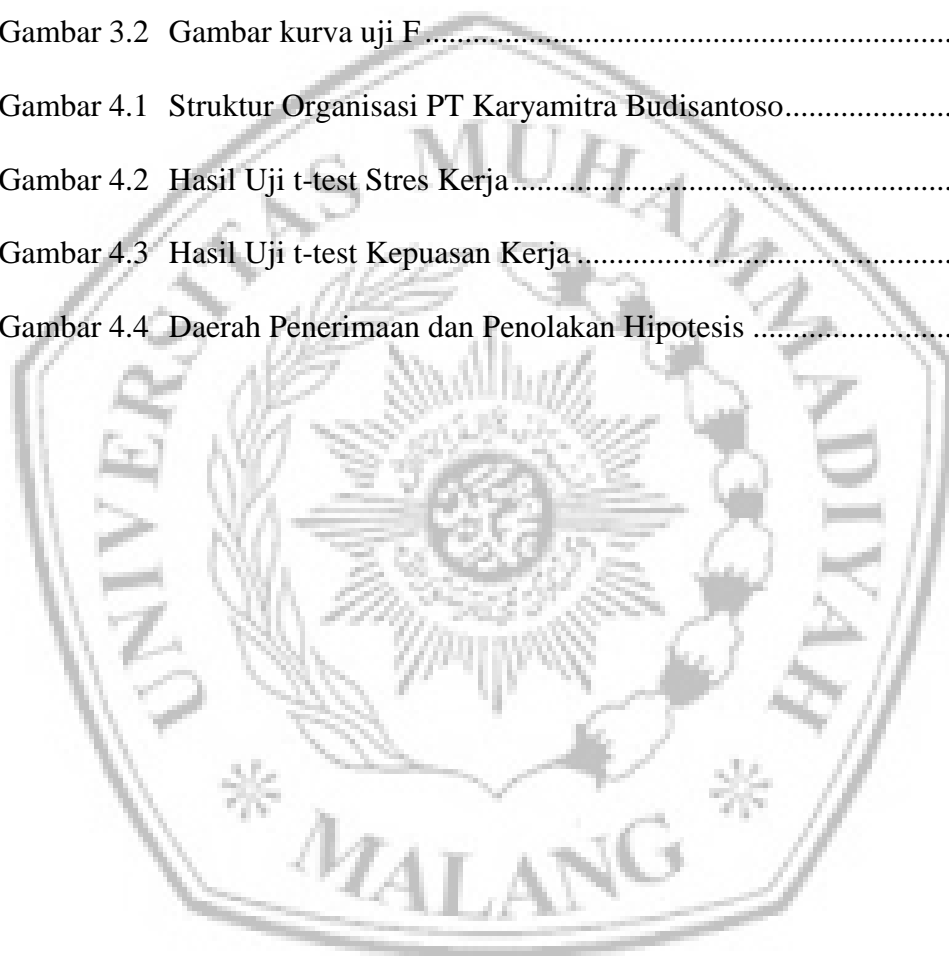 Gambar 3.2 Gambar kurva uji F........................................................................
Gambar 4.1 Struktur Organisasi PT Karyamitra Budisantoso....................
Gambar 4.2 Hasil Uji t-test Stres Kerja.............................................................
Gambar 4.3 Hasil Uji t-test Kepuasan Kerja.....................................................
Gambar 4.4 Daerah Penerimaan dan Penolakan Hipotesis........................
UNIVERSITAS MUHAMMADIYAH
* MALANG *